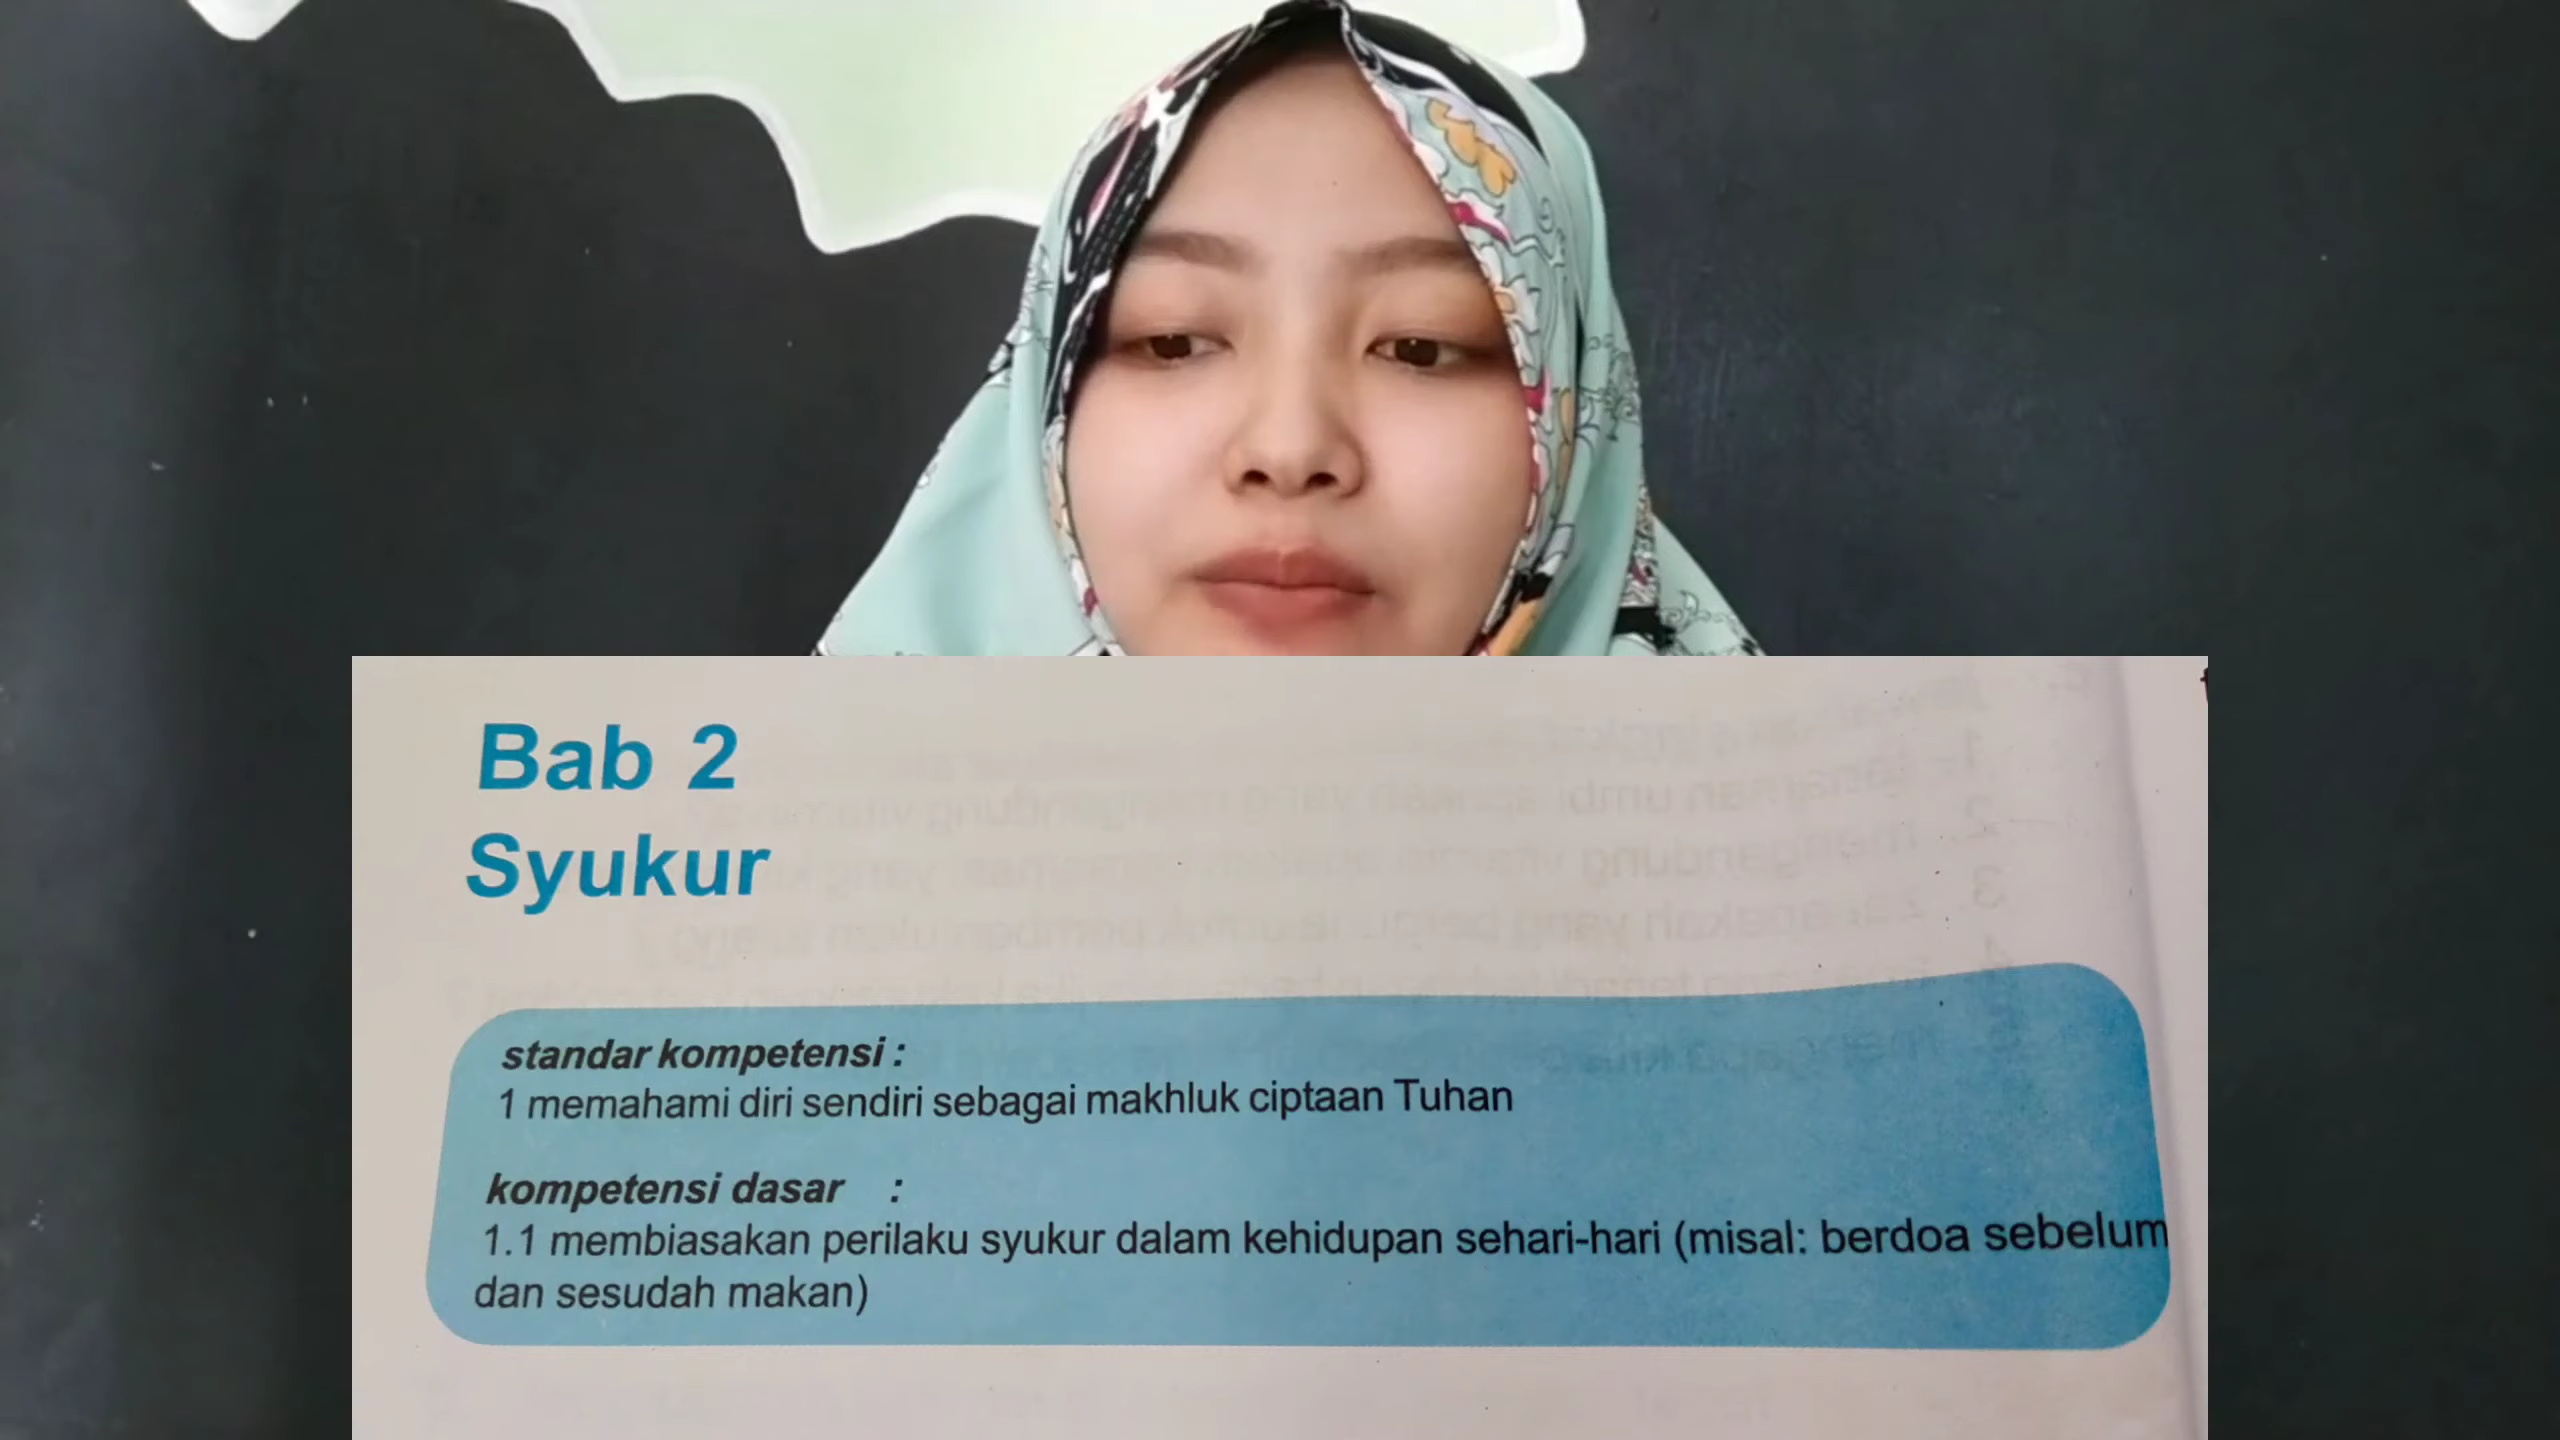 Bab 2
Syukur
standar kompetensi :
1 memahami diri sendiri sebagai makhluk ciptaan Tuhan
kompetensi dasar :
1.1 membiasakan perilaku syukur dalam kehidupan sehari-hari (misal: berdoa sebelum
dan sesudah makan)